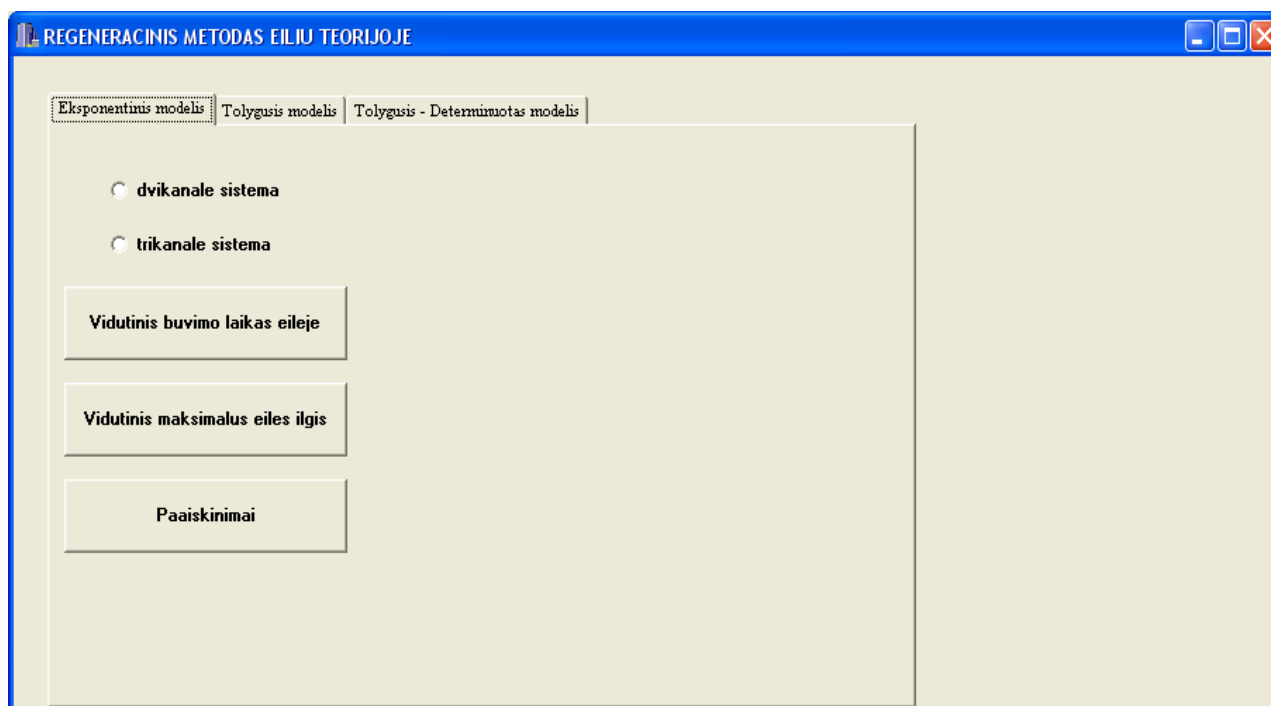 REGENERACINIS METODAS EILIU TEORIJOJE
Eksponentinis modelis Tolygusis modelis Tolygusis - Determinuotas modelis
dvikanale sistema
trikanale sistema
Vidutinis buvimo laikas eileje
Vidutinis maksimalus eiles ilgis
Paaiskinimai